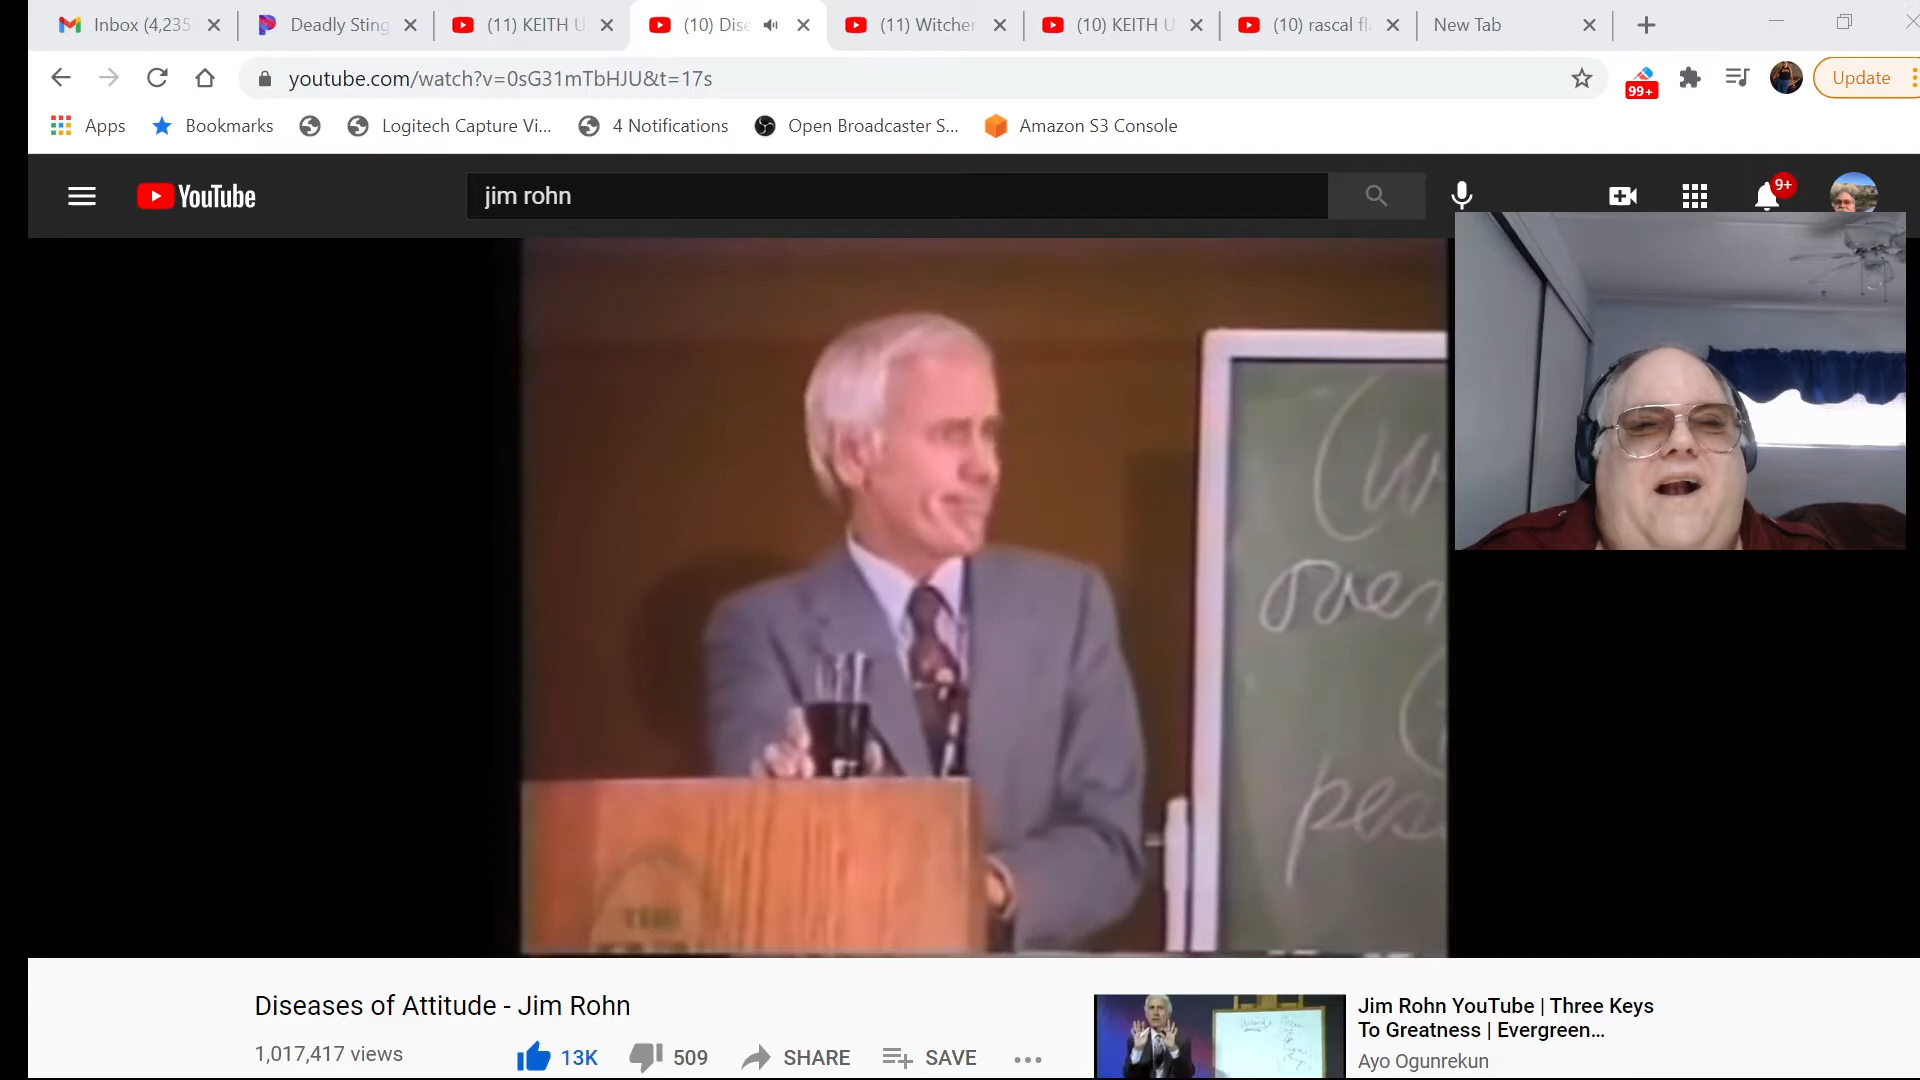 Inbox (4,235
Deadly Sting
(11) KEITH U
(10) Dise
(11) Witcher
(10) KEITH U
(10) rascal fl
New Tab
youtube.com/watch?v=0sG31mTbHJU&t=17s
99+
Update
Apps
Bookmarks
Logitech Capture Vi...
4 Notifications
Open Broadcaster S...
Amazon S3 Console
YouTube
jim rohn
9+
THE
Diseases of Attitude - Jim Rohn
1,017,417 views
13K
509
SHARE
SAVE
Jim Rohn YouTube | Three Keys
To Greatness | Evergreen...
Ayo Ogunrekun